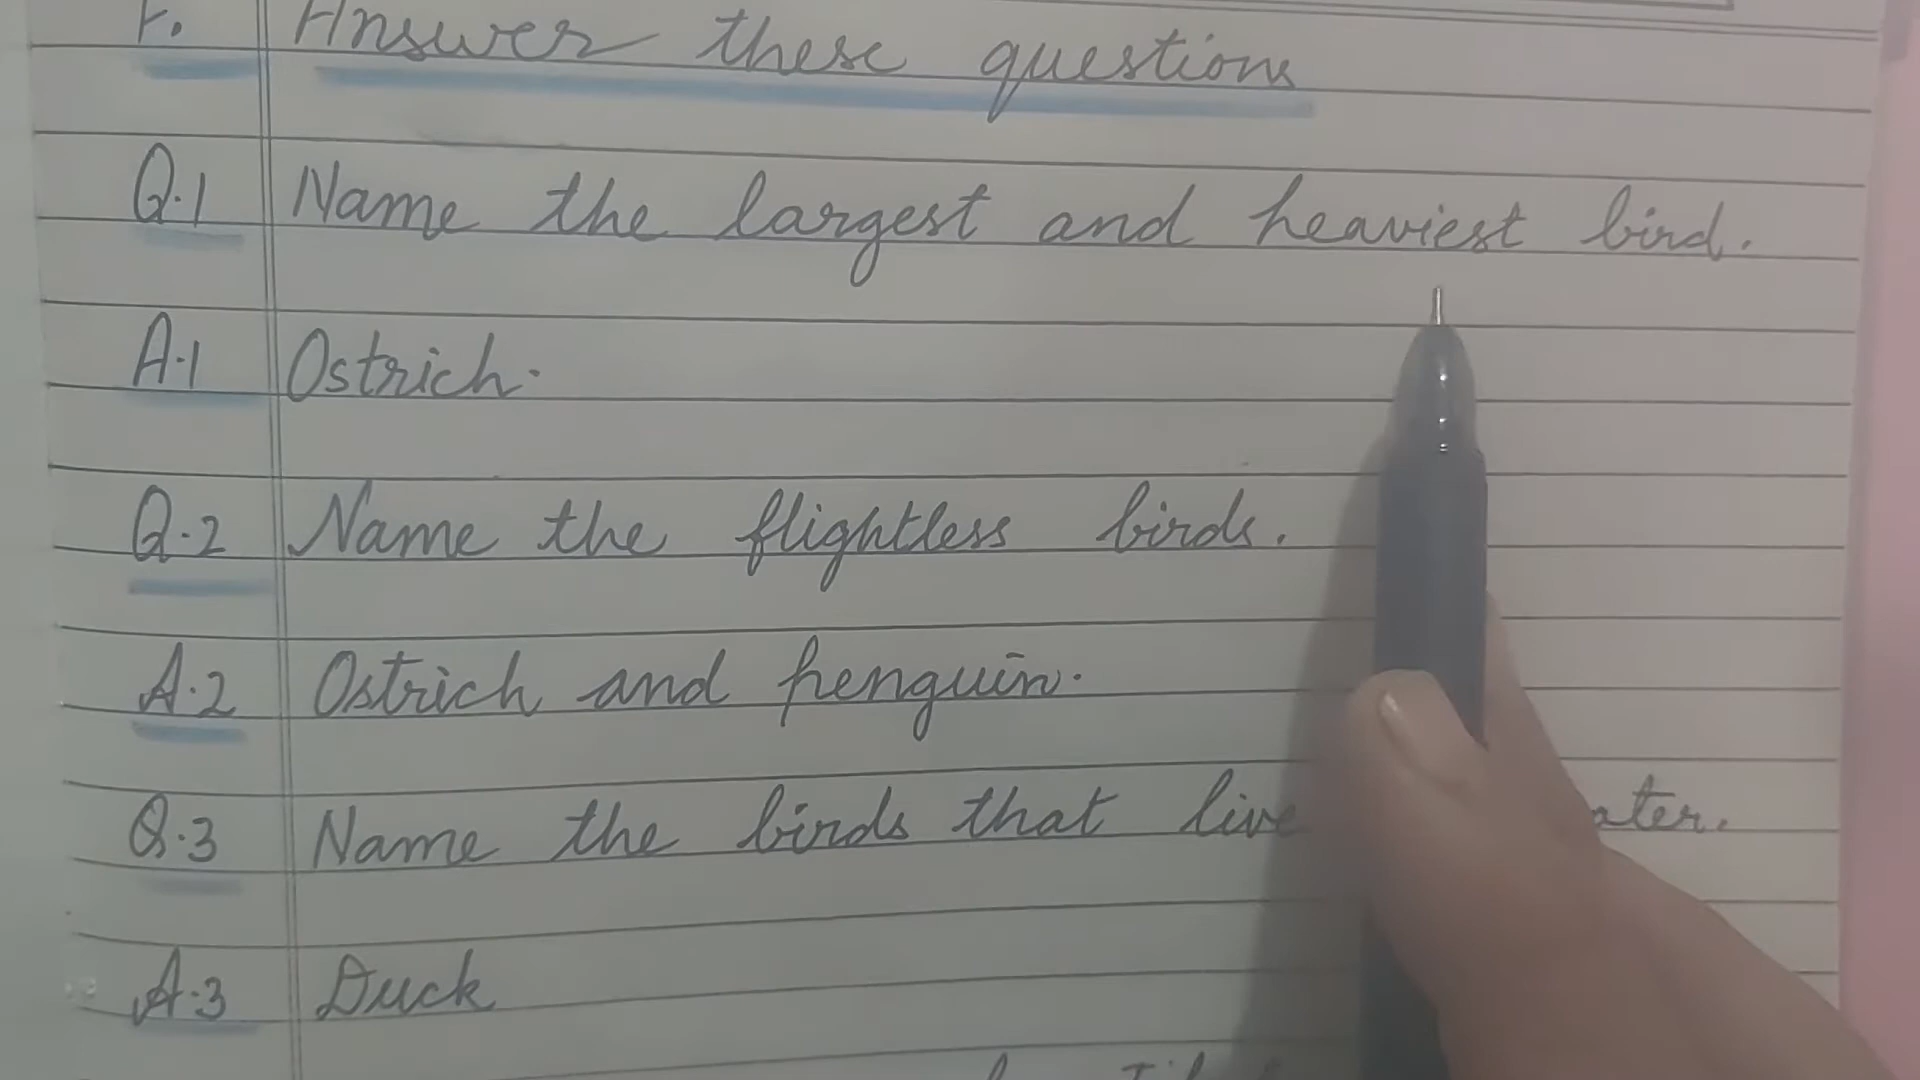 F. Answer these questions
Q.1 Name the largest and heaviest bird.
A.1 Ostrich.
Q.2 Name the flightless birds.
A.2 Ostrich and penguin.
Q.3 Name the birds that live
A.3 Duck